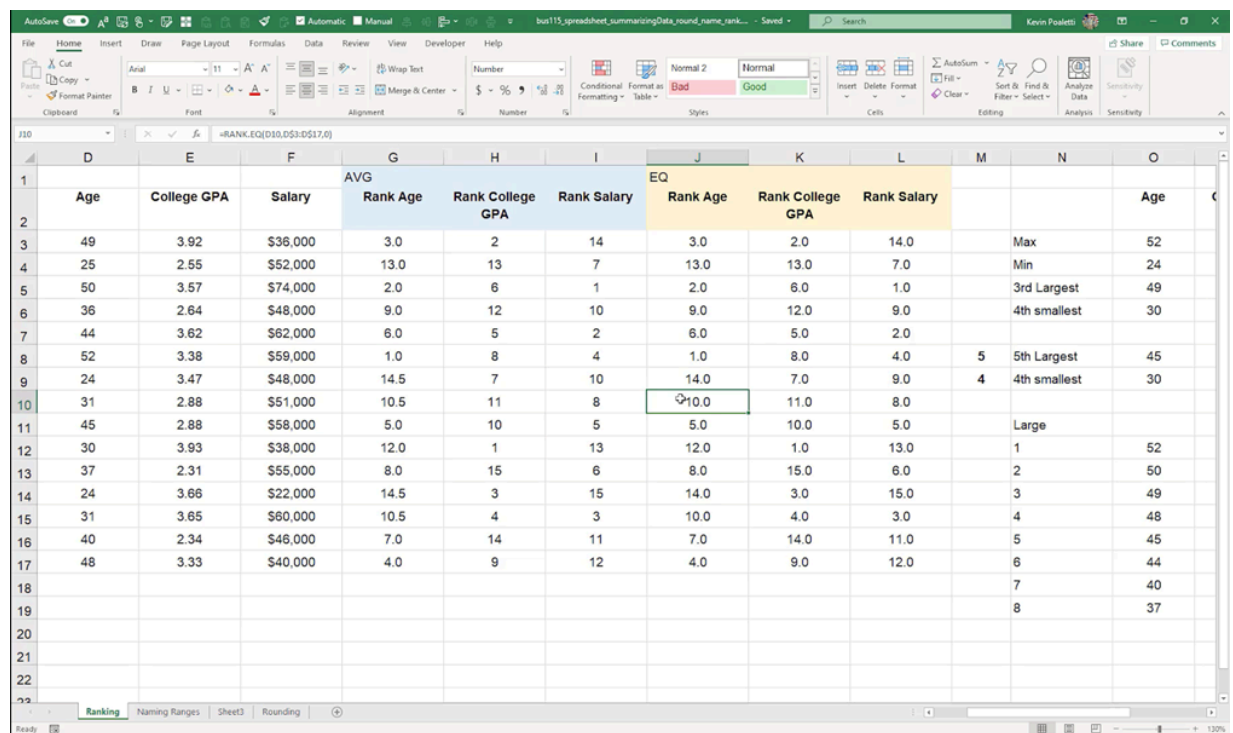 AutoSave On Automatic Manual bus115_spreadsheet_summarizingData_round_name_rank.... - Saved Search Kevin Poaletti
File Home Insert Draw Page Layout Formulas Data Review View Developer Help Share Comments
Cut Arial 11 Wrap Text Number Normal 2 Normal AutoSum
Paste Copy Merge & Center Conditional Formatting Format as Table Bad Good Insert Delete Format Fill Sort & Filter Find & Select Analyze Data Sensitivity
Format Painter Clear
Clipboard Font Alignment Number Styles Cells Editing Analysis Sensitivity
J10 fx =RANK.EQ(D10,D$3:D$17,0)
D E F G H I J K L M N O
1 AVG EQ
2 Age College GPA Salary Rank Age Rank College GPA Rank Salary Rank Age Rank College GPA Rank Salary Age
3 49 3.92 $36,000 3.0 2 14 3.0 2.0 14.0 Max 52
4 25 2.55 $52,000 13.0 13 7 13.0 13.0 7.0 Min 24
5 50 3.57 $74,000 2.0 6 1 2.0 6.0 1.0 3rd Largest 49
6 36 2.64 $48,000 9.0 12 10 9.0 12.0 9.0 4th smallest 30
7 44 3.62 $62,000 6.0 5 2 6.0 5.0 2.0
8 52 3.38 $59,000 1.0 8 4 1.0 8.0 4.0 5 5th Largest 45
9 24 3.47 $48,000 14.5 7 10 14.0 7.0 9.0 4 4th smallest 30
10 31 2.88 $51,000 10.5 11 8 10.0 11.0 8.0
11 45 2.88 $58,000 5.0 10 5 5.0 10.0 5.0 Large
12 30 3.93 $38,000 12.0 1 13 12.0 1.0 13.0 1 52
13 37 2.31 $55,000 8.0 15 6 8.0 15.0 6.0 2 50
14 24 3.66 $22,000 14.5 3 15 14.0 3.0 15.0 3 49
15 31 3.65 $60,000 10.5 4 3 10.0 4.0 3.0 4 48
16 40 2.34 $46,000 7.0 14 11 7.0 14.0 11.0 5 45
17 48 3.33 $40,000 4.0 9 12 4.0 9.0 12.0 6 44
18 7 40
19 8 37
20
21
22
23
Ranking Naming Ranges Sheet3 Rounding
Ready 130%